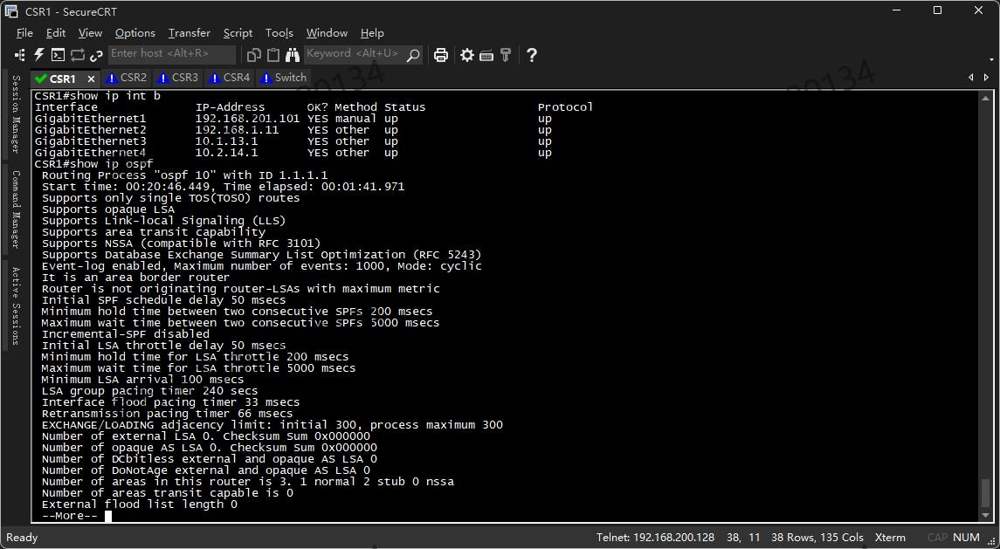 CSR1 - SecureCRT
File Edit View Options Transfer Script Tools Window Help
Enter host <Alt+R> Keyword <Alt+U>
CSR1 CSR2 CSR3 CSR4 Switch
Session Manager
Command Manager
Active Sessions
CSR1#show ip int b
Interface IP-Address OK? Method Status Protocol
GigabitEthernet1 192.168.201.101 YES manual up up
GigabitEthernet2 192.168.1.11 YES other up up
GigabitEthernet3 10.1.13.1 YES other up up
GigabitEthernet4 10.2.14.1 YES other up up
CSR1#show ip ospf
Routing Process "ospf 10" with ID 1.1.1.1
Start time: 00:20:46.449, Time elapsed: 00:01:41.971
Supports only single TOS(TOS0) routes
Supports opaque LSA
Supports Link-local Signaling (LLS)
Supports area transit capability
Supports NSSA (compatible with RFC 3101)
Supports Database Exchange Summary List Optimization (RFC 5243)
Event-log enabled, Maximum number of events: 1000, Mode: cyclic
It is an area border router
Router is not originating router-LSAs with maximum metric
Initial SPF schedule delay 50 msecs
Minimum hold time between two consecutive SPFs 200 msecs
Maximum wait time between two consecutive SPFs 5000 msecs
Incremental-SPF disabled
Initial LSA throttle delay 50 msecs
Minimum hold time for LSA throttle 200 msecs
Maximum wait time for LSA throttle 5000 msecs
Minimum LSA arrival 100 msecs
LSA group pacing timer 240 secs
Interface flood pacing timer 33 msecs
Retransmission pacing timer 66 msecs
EXCHANGE/LOADING adjacency limit: initial 300, process maximum 300
Number of external LSA 0. Checksum Sum 0x000000
Number of opaque AS LSA 0. Checksum Sum 0x000000
Number of DCbitless external and opaque AS LSA 0
Number of DoNotAge external and opaque AS LSA 0
Number of areas in this router is 3. 1 normal 2 stub 0 nssa
Number of areas transit capable is 0
External flood list length 0
--More--
Ready Telnet: 192.168.200.128 38, 11 38 Rows, 135 Cols Xterm CAP NUM